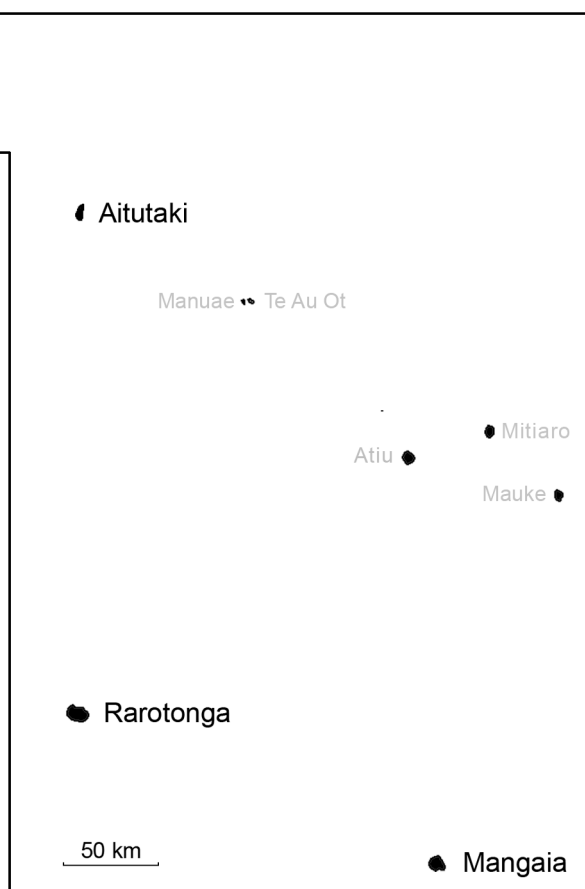 Aitutaki
Manuae Te Au Ot
Mitiaro
Atiu
Mauke
Rarotonga
50 km
Mangaia